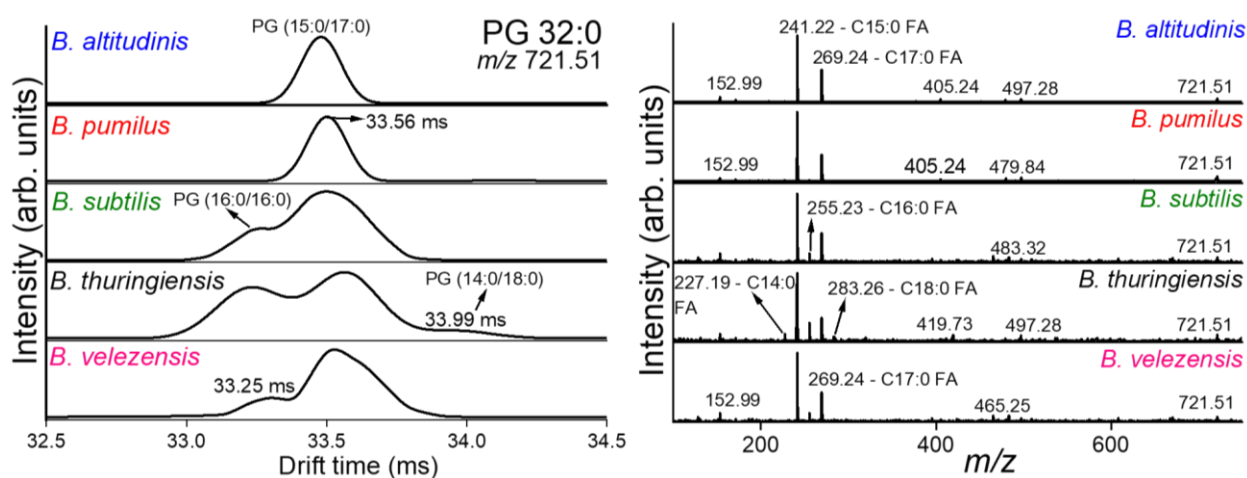 PG (15:0/17:0)
PG 32:0
m/z 721.51
B. altitudinis
B. pumilus
33.56 ms
B. subtilis
PG (16:0/16:0)
B. thuringiensis
PG (14:0/18:0)
33.99 ms
B. velezensis
33.25 ms
Intensity (arb. units)
32.5 33.0 33.5 34.0 34.5
Drift time (ms)
241.22 - C15:0 FA
B. altitudinis
269.24 - C17:0 FA
152.99
405.24
497.28
721.51
B. pumilus
152.99
405.24
479.84
721.51
B. subtilis
255.23 - C16:0 FA
483.32
721.51
B. thuringiensis
227.19 - C14:0
FA
283.26 - C18:0 FA
419.73
497.28
721.51
B. velezensis
269.24 - C17:0 FA
152.99
465.25
721.51
Intensity (arb. units)
200 400 600
m/z